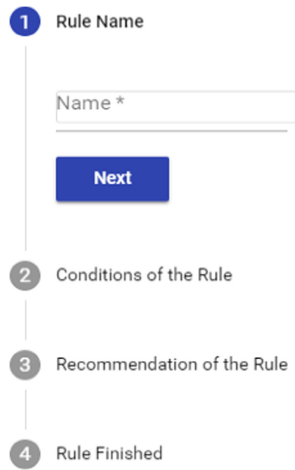 1 Rule Name
Name *
Next
2 Conditions of the Rule
3 Recommendation of the Rule
4 Rule Finished